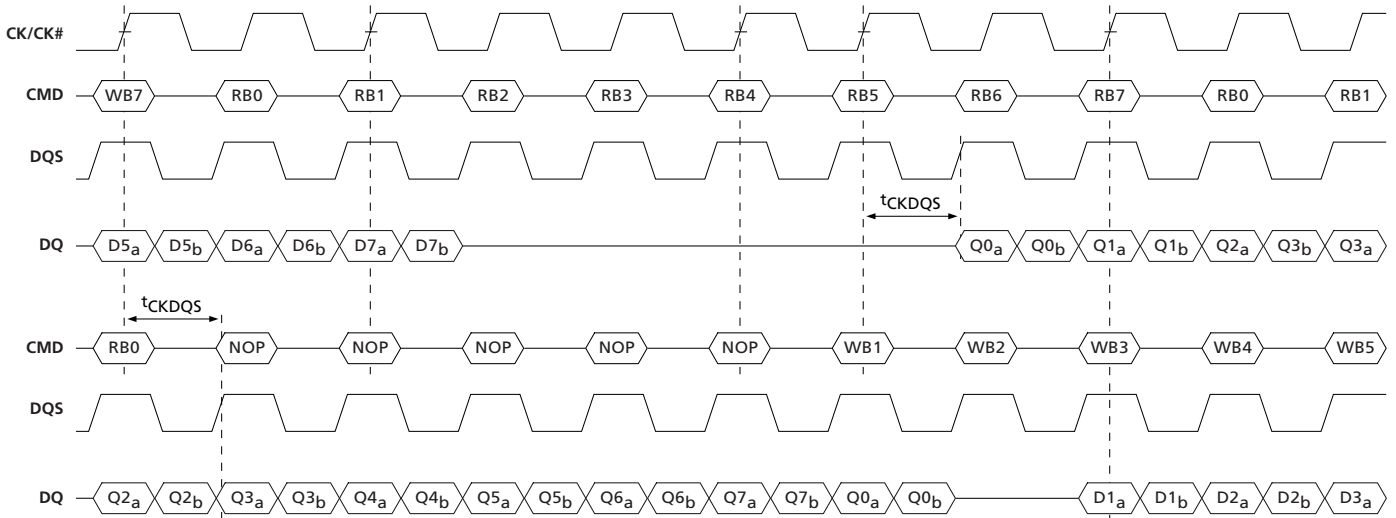 CK/CK#
CMD WB7 RB0 RB1 RB2 RB3 RB4 RB5 RB6 RB7 RB0 RB1
DQS
tCKDQS
DQ D5a D5b D6a D6b D7a D7b Q0a Q0b Q1a Q1b Q2a Q3b Q3a
tCKDQS
CMD RB0 NOP NOP NOP NOP NOP WB1 WB2 WB3 WB4 WB5
DQS
DQ Q2a Q2b Q3a Q3b Q4a Q4b Q5a Q5b Q6a Q6b Q7a Q7b Q0a Q0b D1a D1b D2a D2b D3a